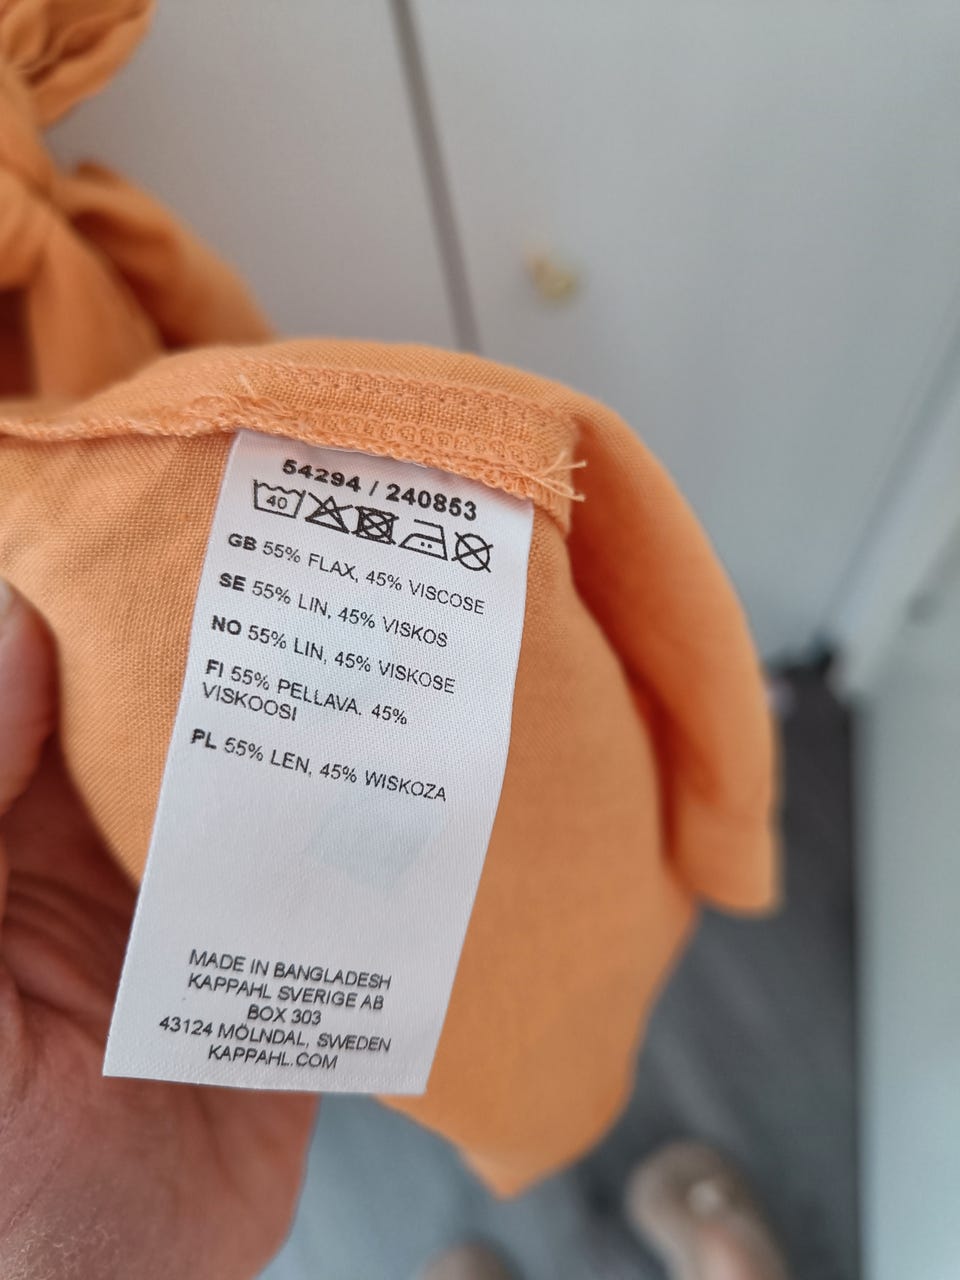 54294 / 240853
40
GB 55% FLAX, 45% VISCOSE
SE 55% LIN, 45% VISKOS
NO 55% LIN, 45% VISKOSE
FI 55% PELLAVA. 45%
VISKOOSI
PL 55% LEN, 45% WISKOZA
MADE IN BANGLADESH
KAPPAHL SVERIGE AB
BOX 303
43124 MÖLNDAL, SWEDEN
KAPPAHL.COM